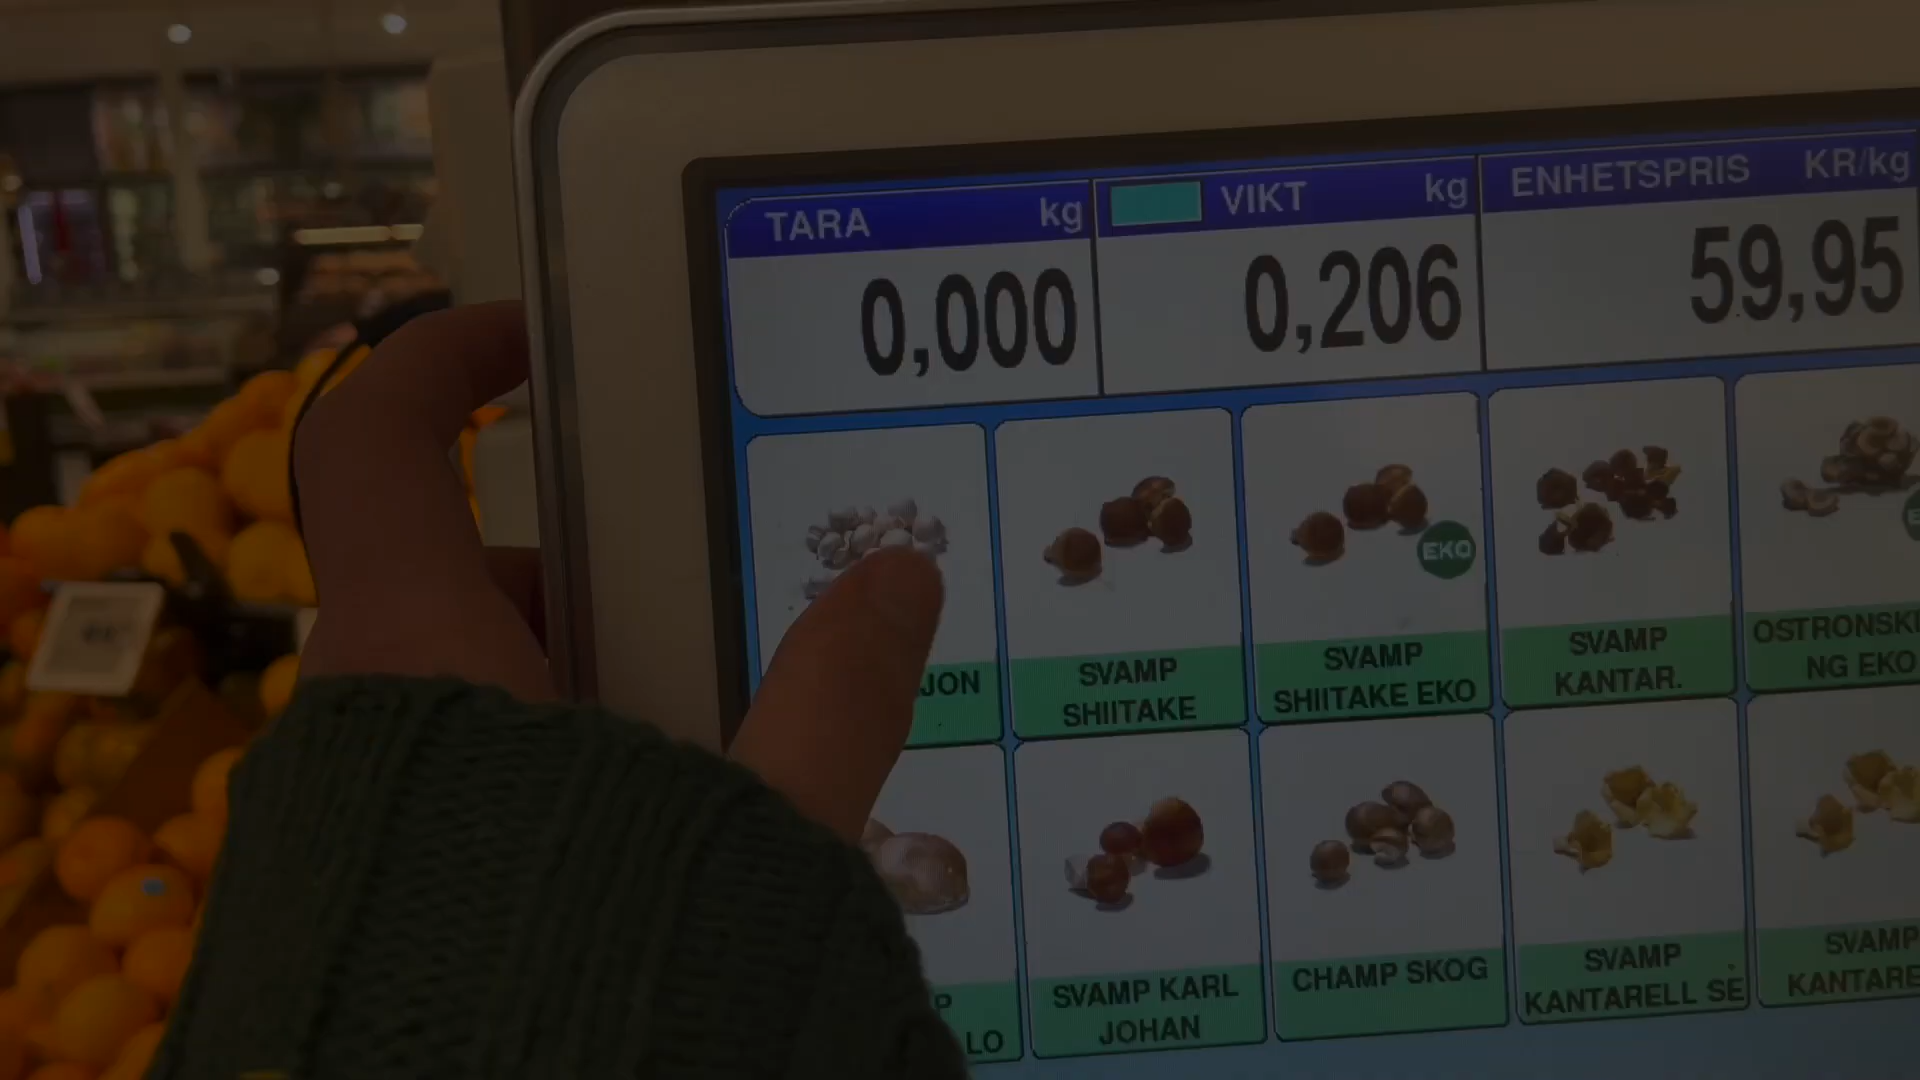 TARA kg
VIKT kg
ENHETSPRIS KR/kg
0,000
0,206
59,95
EKO
JON
SVAMP
SHIITAKE
SVAMP
SHIITAKE EKO
SVAMP
KANTAR.
OSTRONSKI
NG EKO
P
LO
SVAMP KARL
JOHAN
CHAMP SKOG
SVAMP
KANTARELL SE
SVAMP
KANTARE